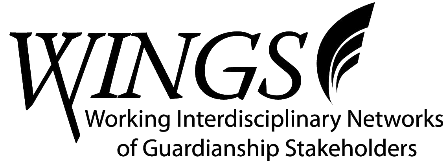 WINGS
Working Interdisciplinary Networks
of Guardianship Stakeholders